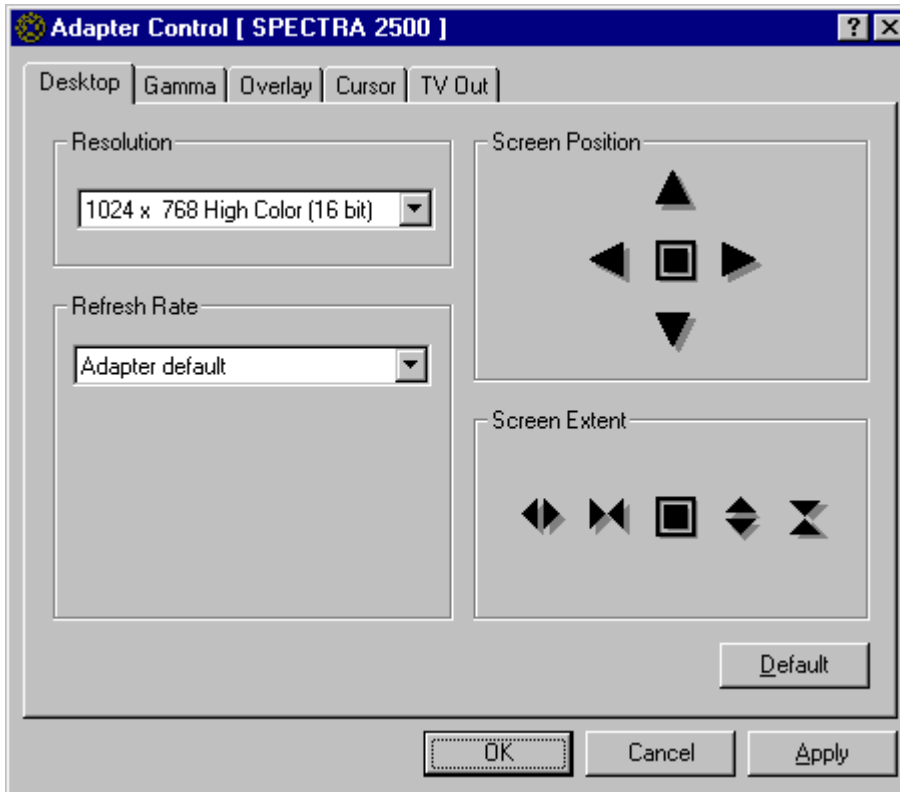 Adapter Control [ SPECTRA 2500 ]
Desktop Gamma Overlay Cursor TV Out
Resolution
1024 x  768 High Color (16 bit)
Refresh Rate
Adapter default
Screen Position
Screen Extent
Default
OK Cancel Apply